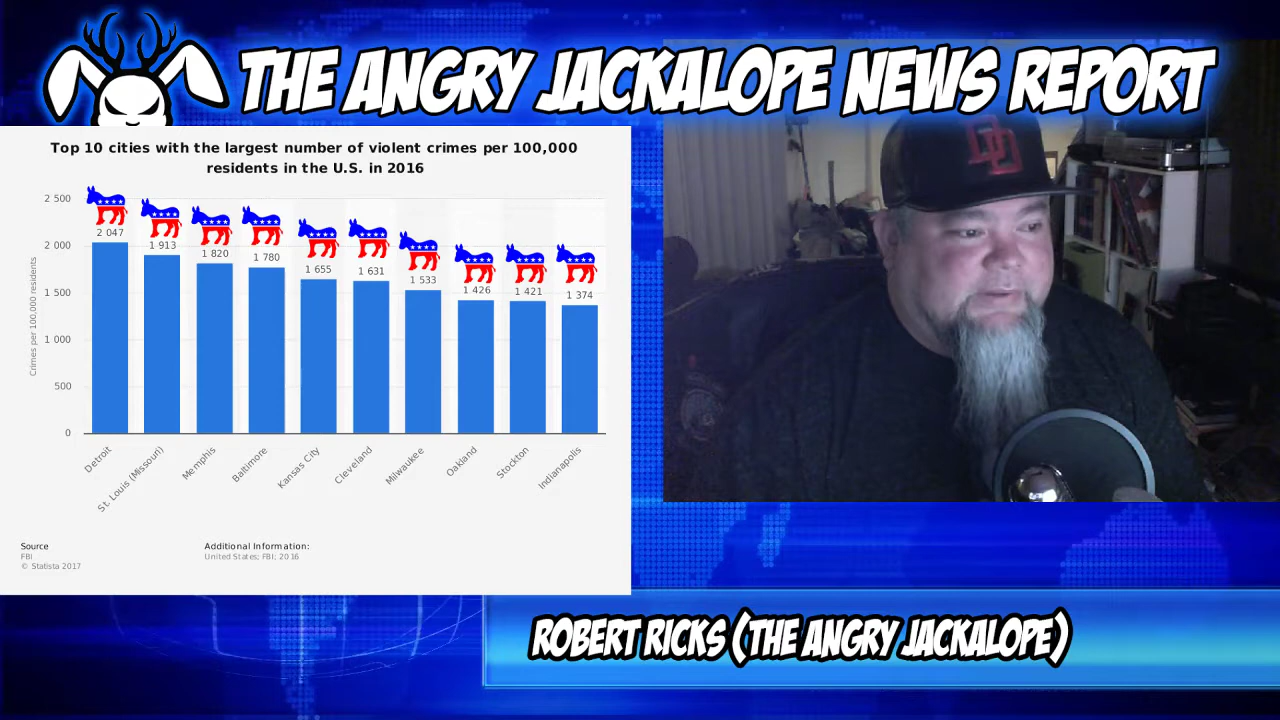 THE ANGRY JACKALOPE NEWS REPORT
Top 10 cities with the largest number of violent crimes per 100,000
residents in the U.S. in 2016
Crimes per 100,000 residents
2 500
2 000
1 500
1 000
500
0
2 047
1 913
1 820
1 780
1 655
1 631
1 533
1 426
1 421
1 374
Detroit
St. Louis (Missouri)
Memphis
Baltimore
Kansas City
Cleveland
Milwaukee
Oakland
Stockton
Indianapolis
Source
FBI
© Statista 2017
Additional Information:
United States; FBI; 2016
DD
ROBERT RICKS (THE ANGRY JACKALOPE)